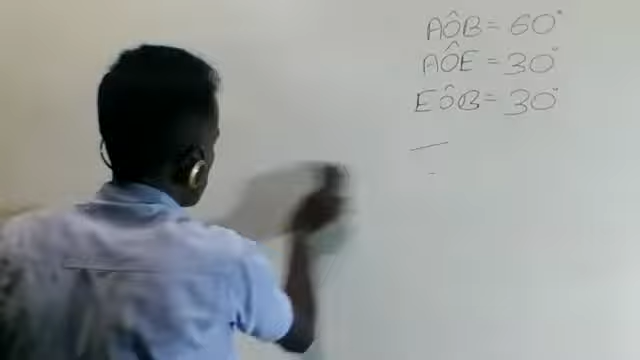 AÔB = 60°
AÔE = 30°
EÔB = 30°